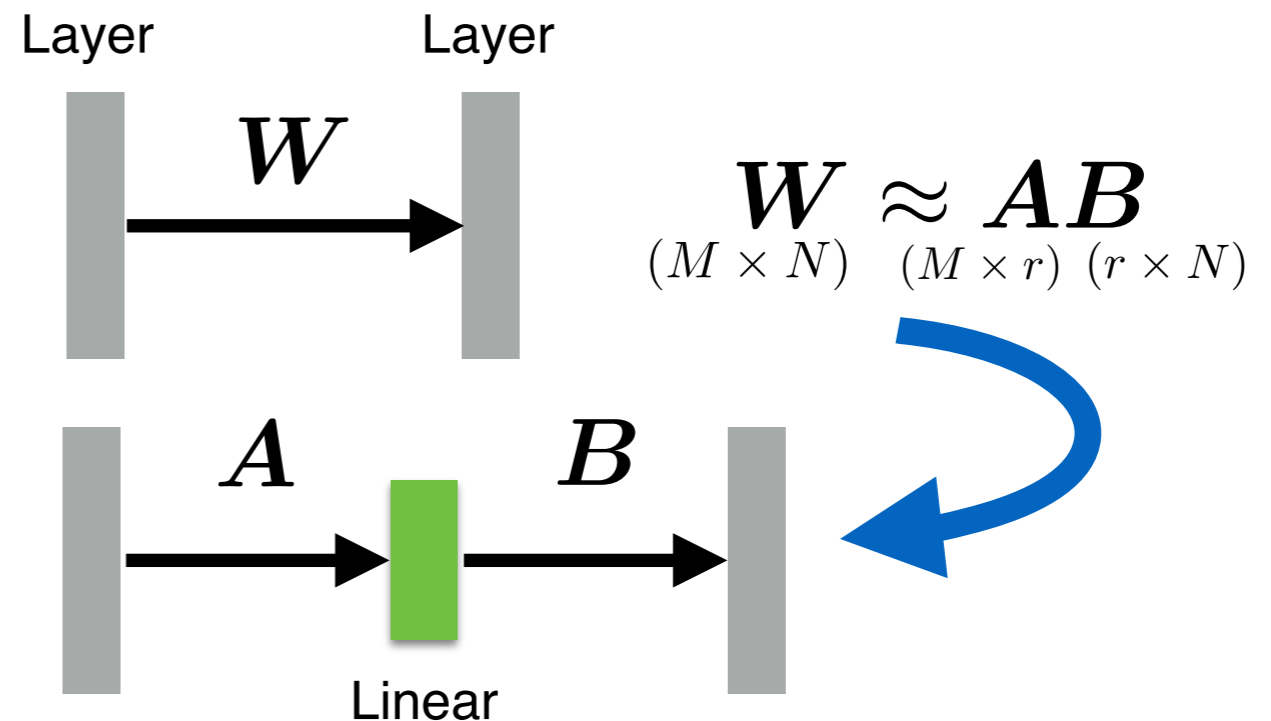 Layer Layer
W
W ≈ AB
(M × N) (M × r) (r × N)
A B
Linear